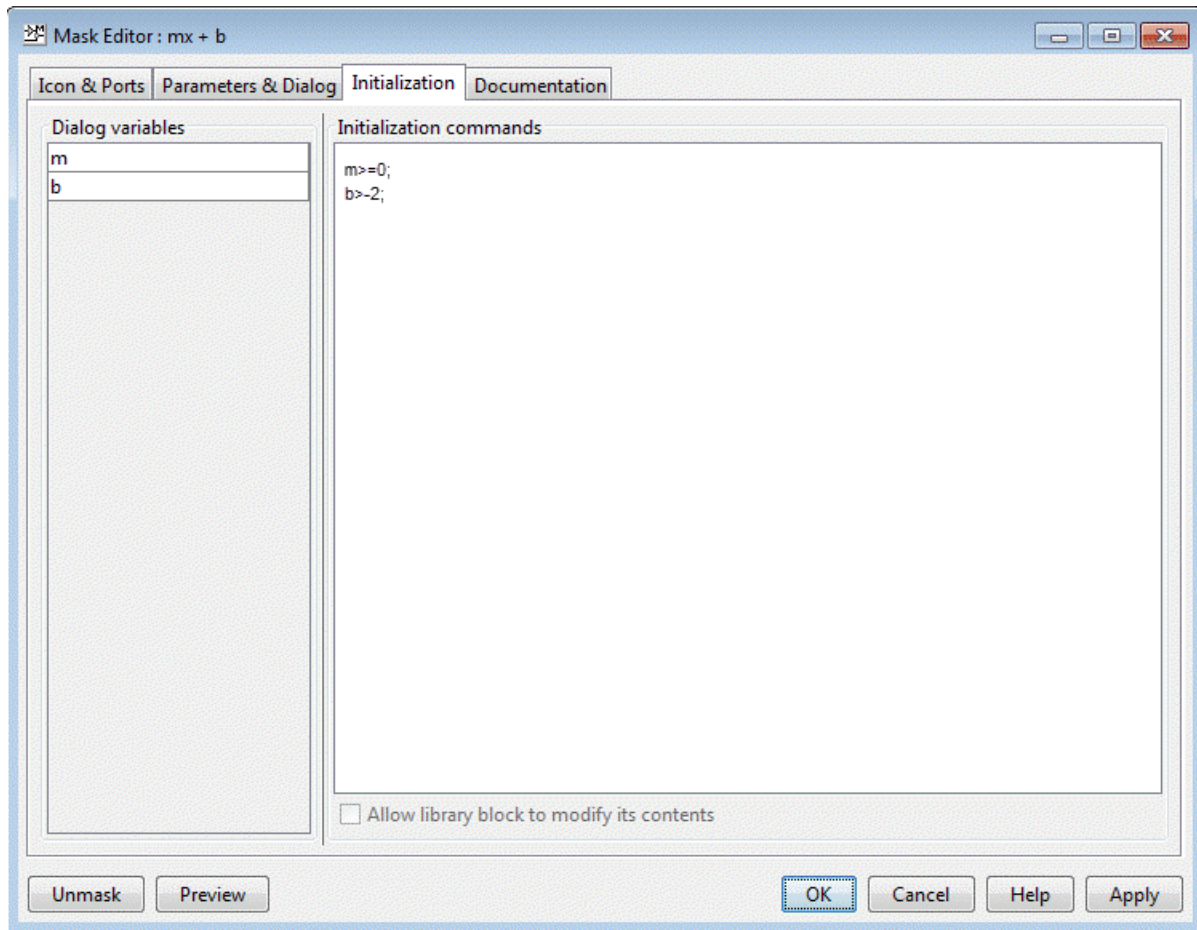 Mask Editor : mx + b
Icon & Ports Parameters & Dialog Initialization Documentation
Dialog variables
m
b
Initialization commands
m>=0;
b>-2;
Allow library block to modify its contents
Unmask Preview OK Cancel Help Apply